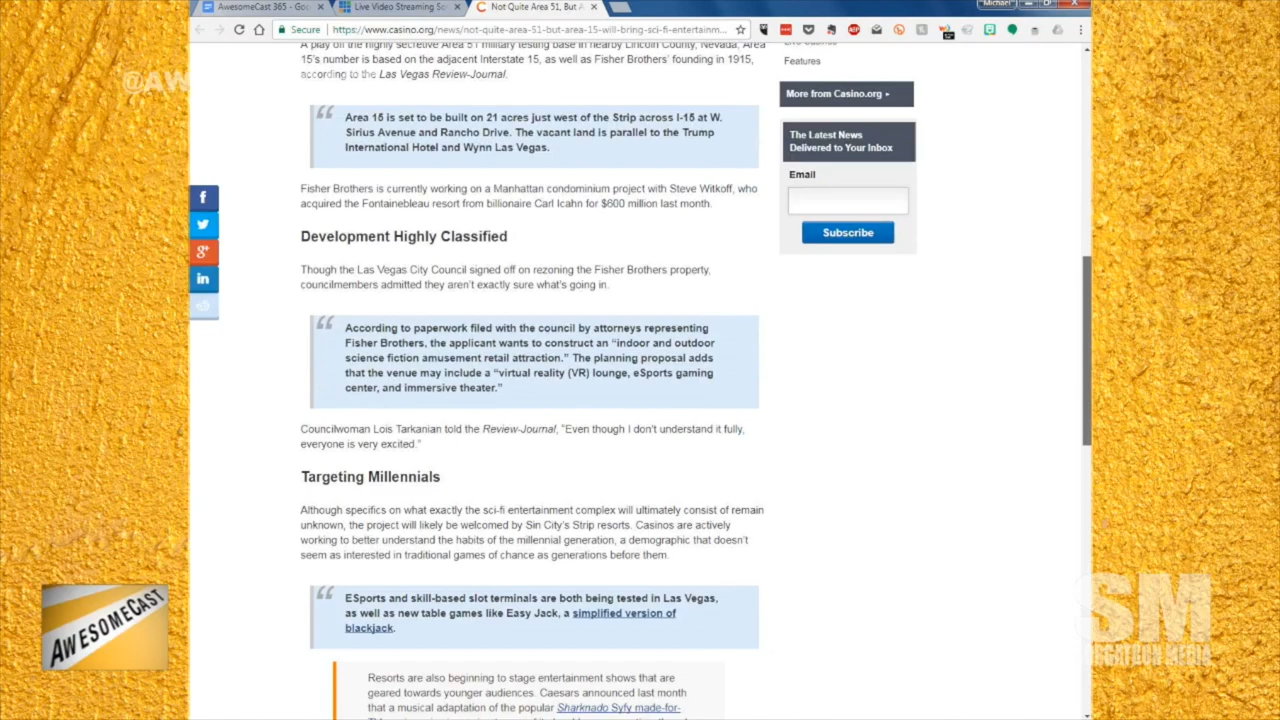 AwesomeCast 365 - Goo
Live Video Streaming So
Not Quite Area 51, But A
Michael
Secure
https://www.casino.org/news/not-quite-area-51-but-area-15-will-bring-sci-fi-entertainm...
A play off the highly secretive Area 51 military testing base in nearby Lincoln County, Nevada, Area
15's number is based on the adjacent Interstate 15, as well as Fisher Brothers' founding in 1915,
according to the Las Vegas Review-Journal.
@AW
Features
More from Casino.org ▸
The Latest News
Delivered to Your Inbox
Email
Subscribe
Area 15 is set to be built on 21 acres just west of the Strip across I-15 at W.
Sirius Avenue and Rancho Drive. The vacant land is parallel to the Trump
International Hotel and Wynn Las Vegas.
Fisher Brothers is currently working on a Manhattan condominium project with Steve Witkoff, who
acquired the Fontainebleau resort from billionaire Carl Icahn for $600 million last month.
Development Highly Classified
Though the Las Vegas City Council signed off on rezoning the Fisher Brothers property,
councilmembers admitted they aren't exactly sure what's going in.
According to paperwork filed with the council by attorneys representing
Fisher Brothers, the applicant wants to construct an "indoor and outdoor
science fiction amusement retail attraction." The planning proposal adds
that the venue may include a "virtual reality (VR) lounge, eSports gaming
center, and immersive theater."
Councilwoman Lois Tarkanian told the Review-Journal, "Even though I don't understand it fully,
everyone is very excited."
Targeting Millennials
Although specifics on what exactly the sci-fi entertainment complex will ultimately consist of remain
unknown, the project will likely be welcomed by Sin City's Strip resorts. Casinos are actively
working to better understand the habits of the millennial generation, a demographic that doesn't
seem as interested in traditional games of chance as generations before them.
ESports and skill-based slot terminals are both being tested in Las Vegas,
as well as new table games like Easy Jack, a simplified version of
blackjack.
Resorts are also beginning to stage entertainment shows that are
geared towards younger audiences. Caesars announced last month
that a musical adaptation of the popular Sharknado Syfy made-for-
AWESOMECAST
SM